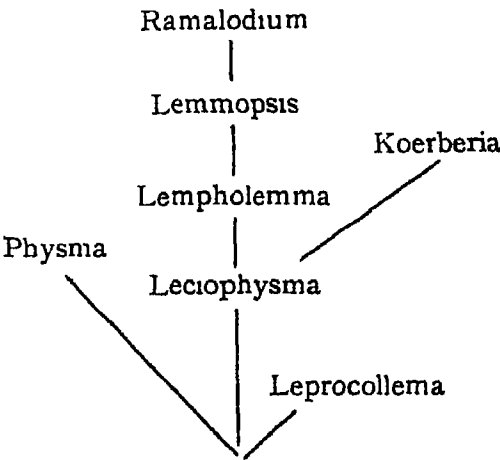 Ramalodium
Lemmopsis
Koerberia
Lempholemma
Physma
Leciophysma
Leprocollema